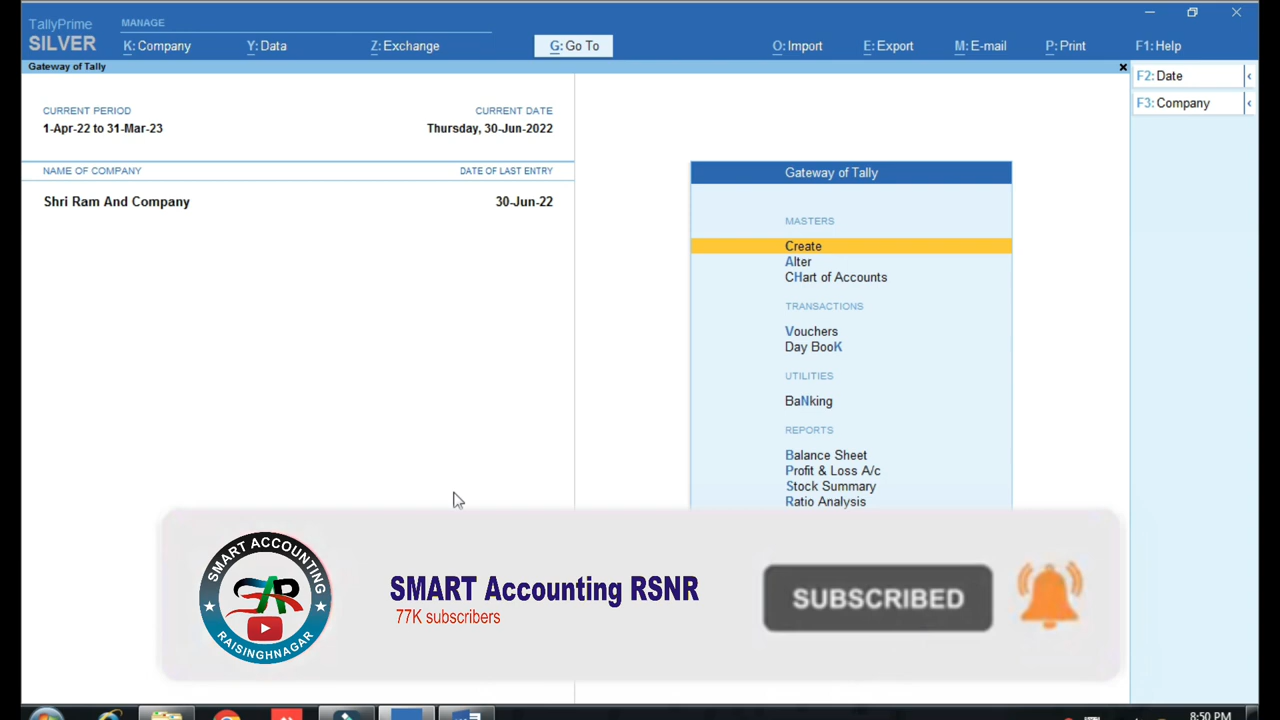 TallyPrime
SILVER
MANAGE
K: Company
Y: Data
Z: Exchange
G: Go To
O: Import
E: Export
M: E-mail
P: Print
F1: Help
Gateway of Tally
F2: Date
F3: Company
CURRENT PERIOD
CURRENT DATE
1-Apr-22 to 31-Mar-23
Thursday, 30-Jun-2022
NAME OF COMPANY
DATE OF LAST ENTRY
Shri Ram And Company
30-Jun-22
Gateway of Tally
MASTERS
Create
Alter
CHart of Accounts
TRANSACTIONS
Vouchers
Day BooK
UTILITIES
BaNking
REPORTS
Balance Sheet
Profit & Loss A/c
Stock Summary
Ratio Analysis
SMART ACCOUNTING
SAR
RAISINGHNAGAR
SMART Accounting RSNR
77K subscribers
SUBSCRIBED
8:50 PM